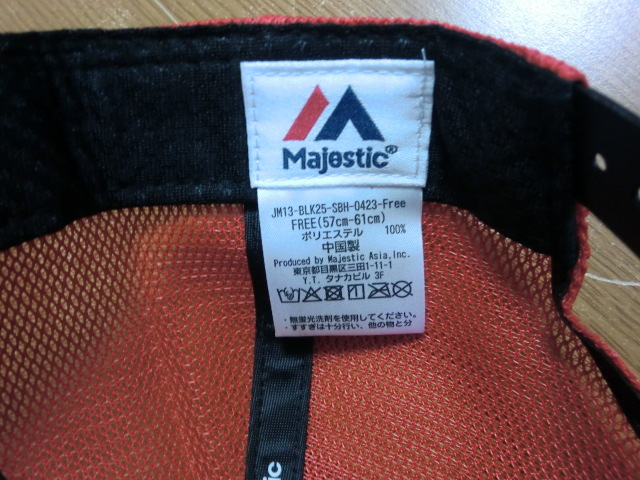 Majestic®
JM13-BLK25-SBH-0423-Free
FREE(57cm-61cm)
ポリエステル 100%
中国製
Produced by Majestic Asia,Inc.
東京都目黒区三田1-11-1
Y.T. タナカビル 3F
・無蛍光洗剤を使用してください。
・すすぎは十分行い、他の物と分
ic